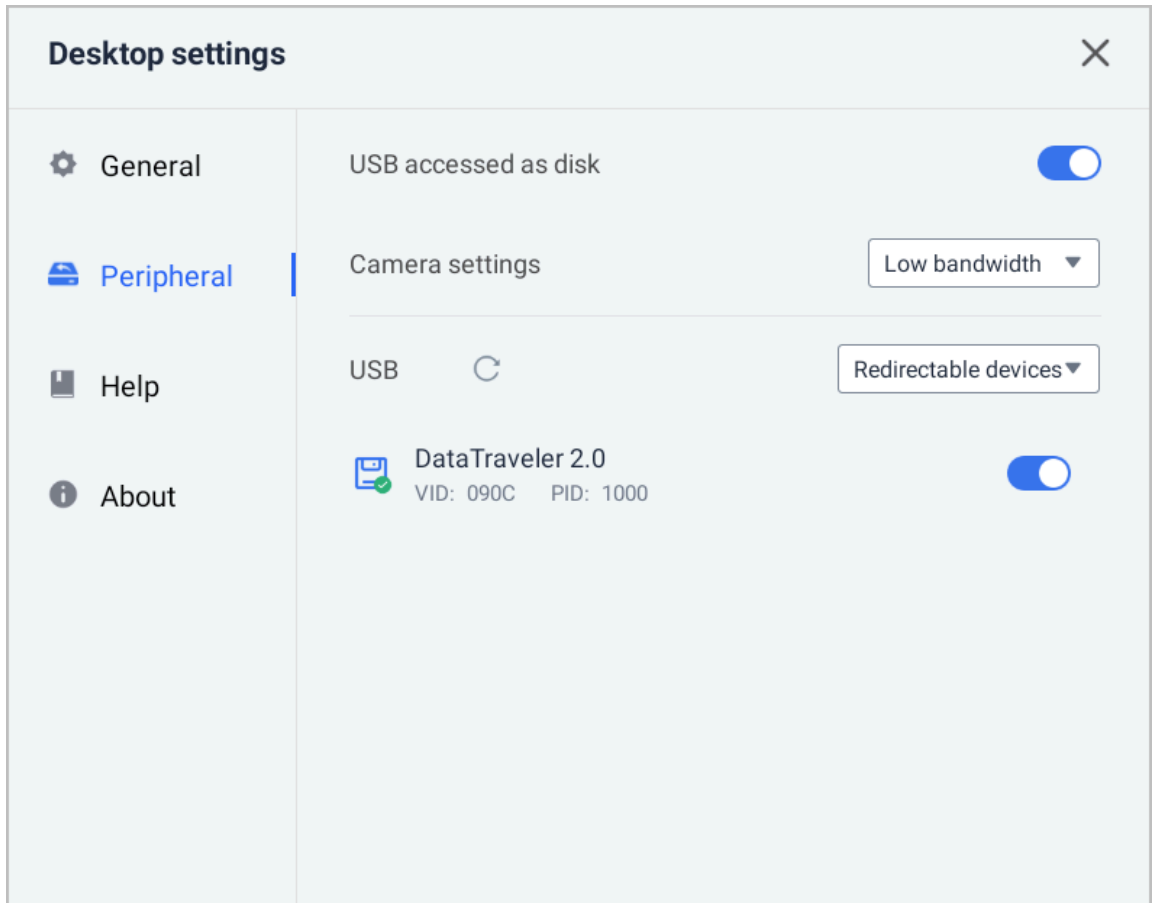 Desktop settings
General
Peripheral
Help
About
USB accessed as disk
Camera settings
Low bandwidth
USB
Redirectable devices
DataTraveler 2.0
VID: 090C PID: 1000